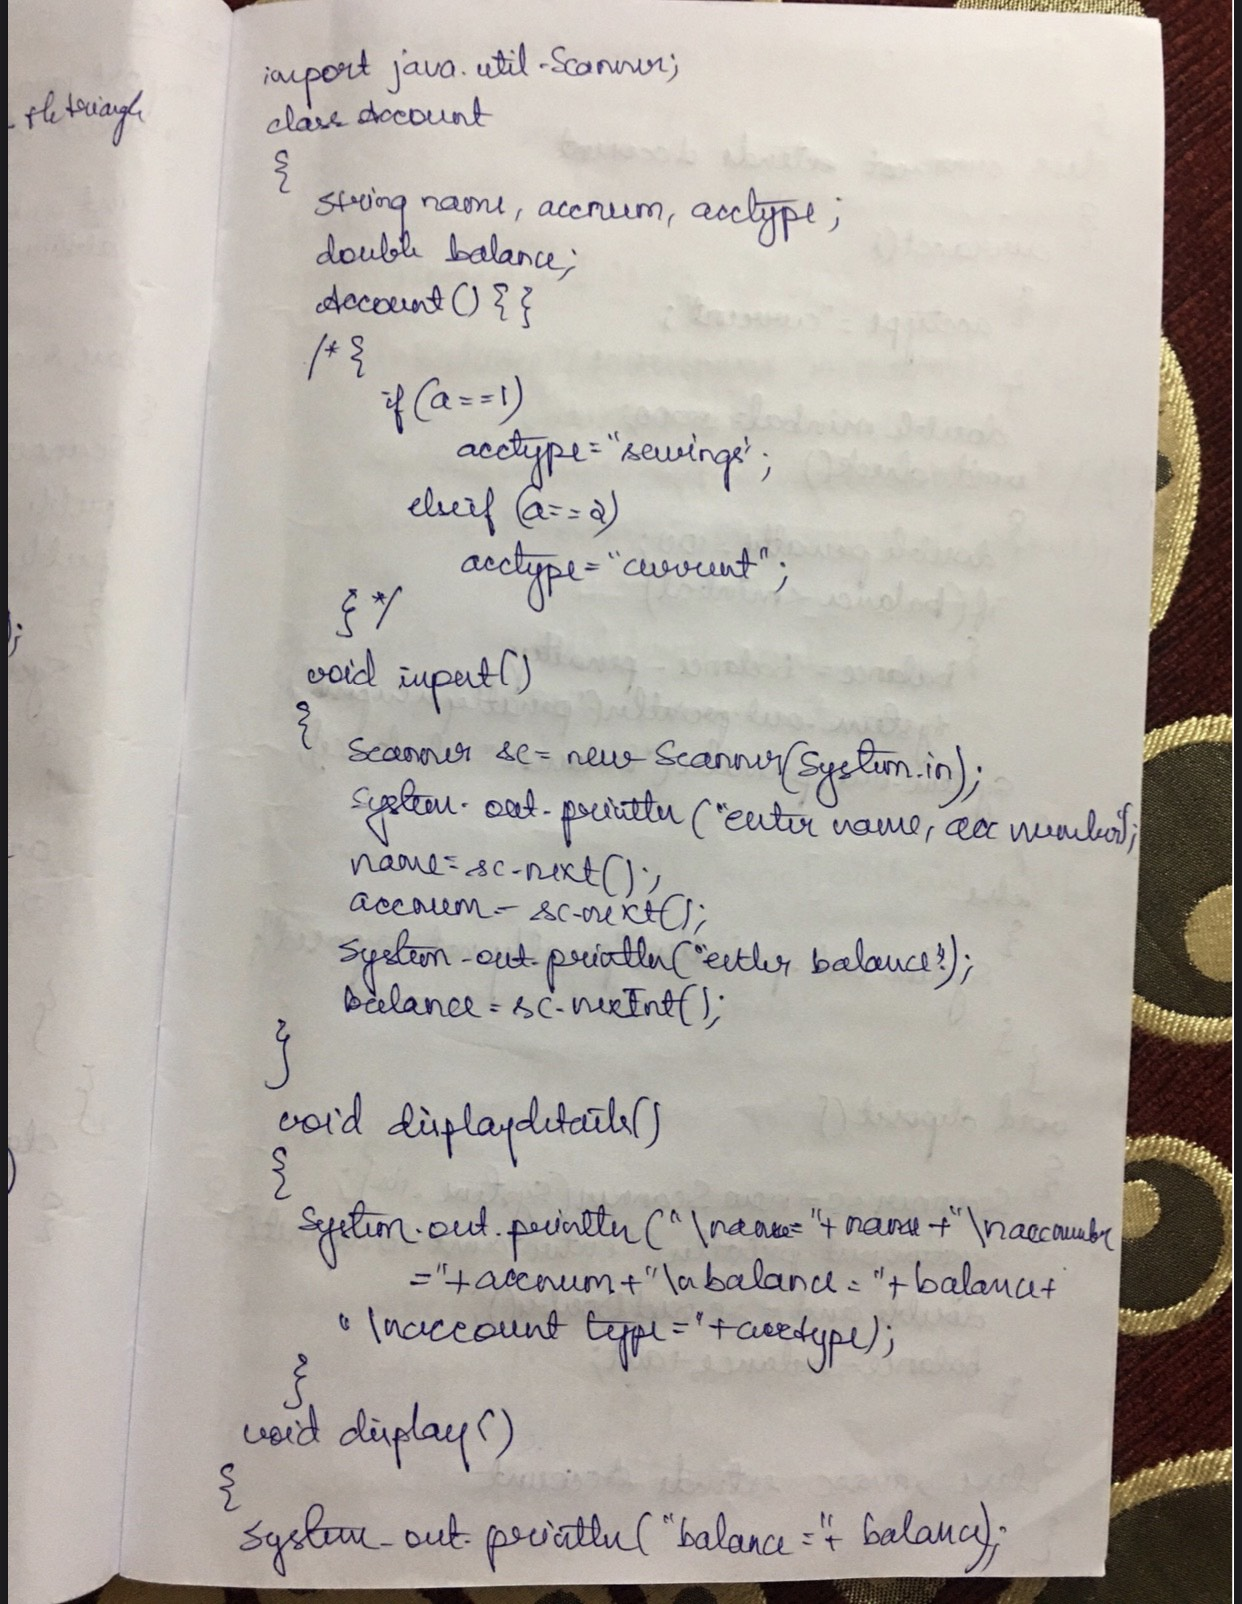 the triangle
import java.util.Scanner;
class Account
{
string name, accnum, acctype;
double balance;
Account() { }
/* {
if (a==1)
acctype="savings";
elseif (a==2)
acctype="current";
} */
void input()
{
Scanner sc= new Scanner(System.in);
System.out.println("enter name, acc number");
name=sc.next();
accnum=sc.next();
System.out.println("enter balance");
balance=sc.nextInt();
}
void displaydetails()
{
System.out.println("\nname="+name+"\naccnumber
="+accnum+"\nbalance="+balance+
"\naccount type="+acctype);
}
void display()
{
System.out.println("balance="+ balance);